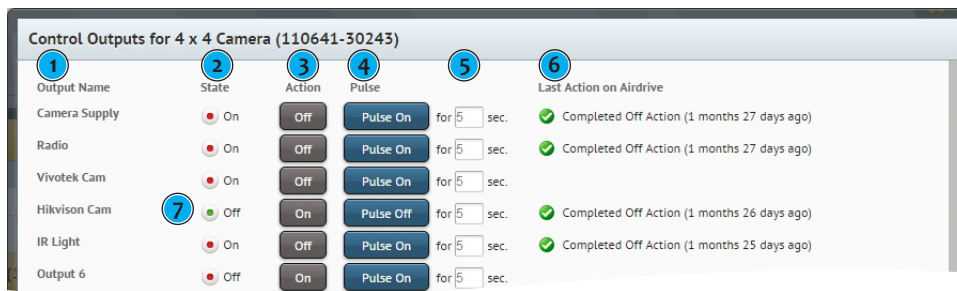 Control Outputs for 4 x 4 Camera (110641-30243)
1 2 3 4 5 6
Output Name State Action Pulse Last Action on Airdrive
Camera Supply On Off Pulse On for 5 sec. Completed Off Action (1 months 27 days ago)
Radio On Off Pulse On for 5 sec. Completed Off Action (1 months 27 days ago)
Vivotek Cam On Off Pulse On for 5 sec.
Hikvison Cam 7 Off On Pulse Off for 5 sec. Completed Off Action (1 months 26 days ago)
IR Light On Off Pulse On for 5 sec. Completed Off Action (1 months 25 days ago)
Output 6 Off On Pulse On for 5 sec.